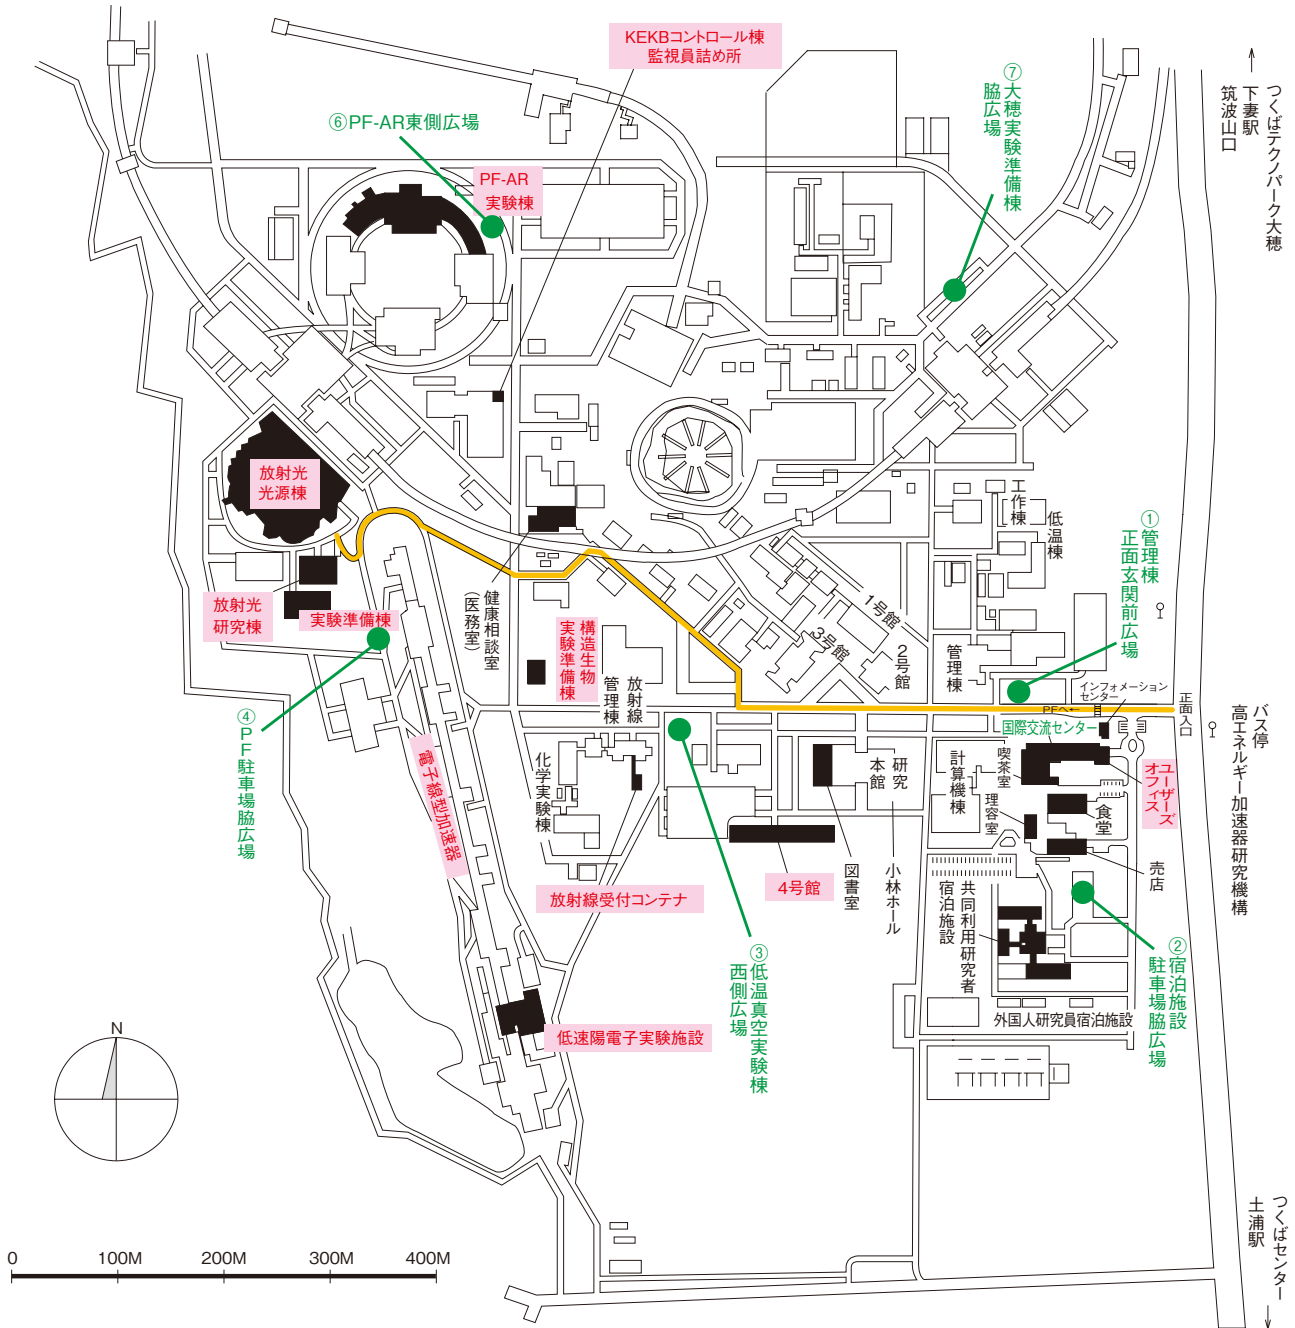 KEKBコントロール棟
監視員詰め所
⑥PF-AR東側広場
PF-AR
実験棟
⑦大穂実験準備棟
脇広場
つくばテクノパーク大穂
下妻駅
筑波山口
放射光
光源棟
工作棟
低温棟
①管理棟
正面玄関前広場
放射光
研究棟
実験準備棟
健康相談室
(医務室)
構造生物
実験準備棟
放射線
管理棟
1号館
3号館
2号館
管理棟
インフォメーション
センター
PFへ←
正面入口
国際交流センター
バス停
高エネルギー加速器研究機構
④PF駐車場脇広場
電子線型加速器
化学実験棟
研究
本館
計算機棟
喫茶室
理容室
食堂
ユーザーズ
オフィス
売店
4号館
図書室
小林ホール
放射線受付コンテナ
共同利用研究者
宿泊施設
③低温真空実験棟
西側広場
②宿泊施設
駐車場脇広場
外国人研究員宿泊施設
低速陽電子実験施設
N
つくばセンター
土浦駅
0 100M 200M 300M 400M